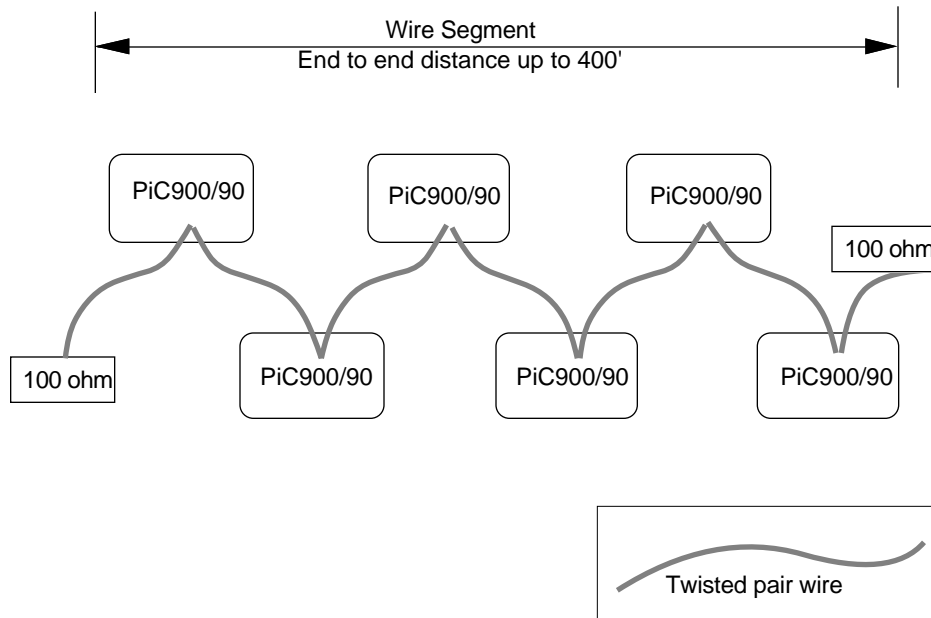 Wire Segment
End to end distance up to 400'
PiC900/90
PiC900/90
PiC900/90
100 ohm
100 ohm
PiC900/90
PiC900/90
PiC900/90
Twisted pair wire